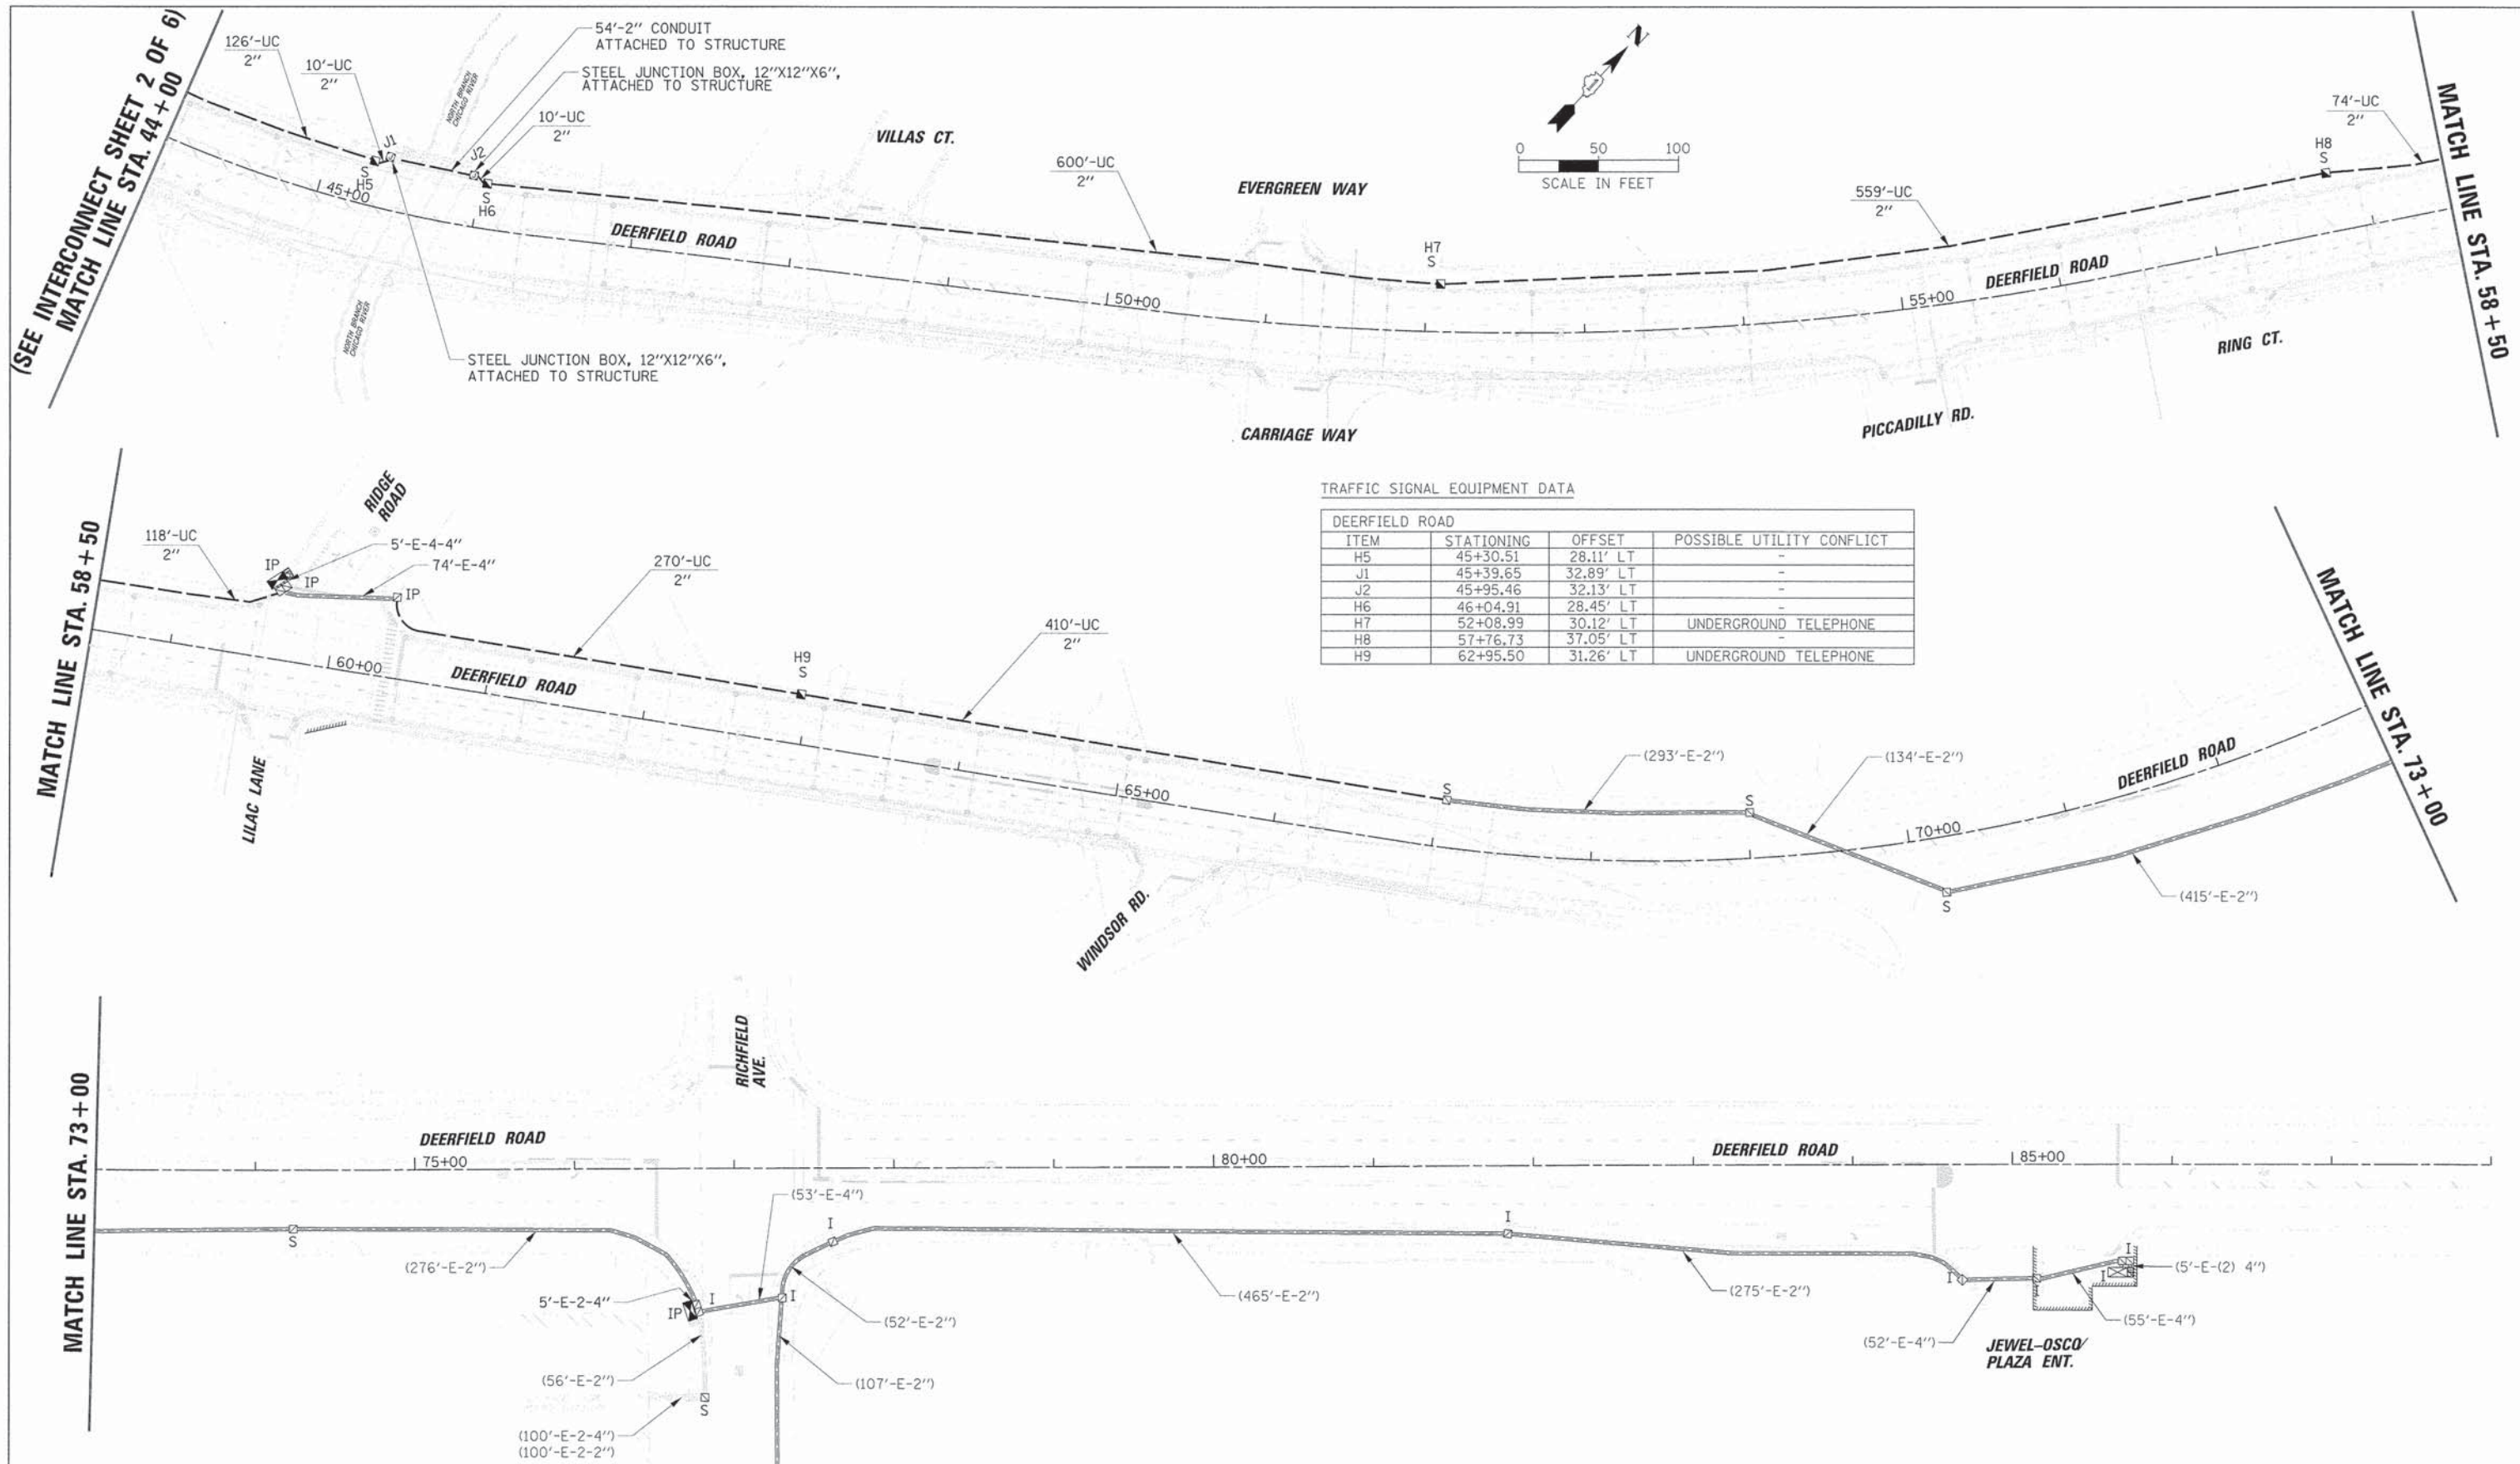 (SEE INTERCONNECT SHEET 2 OF 6)
MATCH LINE STA. 44+00
126'-UC
2"
10'-UC
2"
54'-2" CONDUIT
ATTACHED TO STRUCTURE
STEEL JUNCTION BOX, 12"X12"X6",
ATTACHED TO STRUCTURE
10'-UC
2"
NORTH BRANCH
CHICAGO RIVER
J1
S
H5
J2
S
H6
45+00
DEERFIELD ROAD
NORTH BRANCH
CHICAGO RIVER
STEEL JUNCTION BOX, 12"X12"X6",
ATTACHED TO STRUCTURE
VILLAS CT.
600'-UC
2"
EVERGREEN WAY
50+00
CARRIAGE WAY
H7
S
N
0 50 100
SCALE IN FEET
559'-UC
2"
55+00
DEERFIELD ROAD
PICCADILLY RD.
RING CT.
H8
S
74'-UC
2"
MATCH LINE STA. 58+50
MATCH LINE STA. 58+50
118'-UC
2"
RIDGE
ROAD
IP
IP
5'-E-4-4"
74'-E-4"
IP
60+00
DEERFIELD ROAD
LILAC LANE
270'-UC
2"
H9
S
410'-UC
2"
65+00
WINDSOR RD.
TRAFFIC SIGNAL EQUIPMENT DATA
DEERFIELD ROAD
ITEM STATIONING OFFSET POSSIBLE UTILITY CONFLICT
H5 45+30.51 28.11' LT -
J1 45+39.65 32.89' LT -
J2 45+95.46 32.13' LT -
H6 46+04.91 28.45' LT -
H7 52+08.99 30.12' LT UNDERGROUND TELEPHONE
H8 57+76.73 37.05' LT -
H9 62+95.50 31.26' LT UNDERGROUND TELEPHONE
S
(293'-E-2")
S
(134'-E-2")
70+00
S
DEERFIELD ROAD
(415'-E-2")
MATCH LINE STA. 73+00
MATCH LINE STA. 73+00
RICHFIELD
AVE.
DEERFIELD ROAD
75+00
80+00
DEERFIELD ROAD
85+00
S
(276'-E-2")
5'-E-2-4"
IP
I
(53'-E-4")
I
I
(52'-E-2")
(56'-E-2")
(107'-E-2")
S
(100'-E-2-4")
(100'-E-2-2")
(465'-E-2")
I
(275'-E-2")
I
(52'-E-4")
I
JEWEL-OSCO/
PLAZA ENT.
I
I
(5'-E-(2) 4")
(55'-E-4")